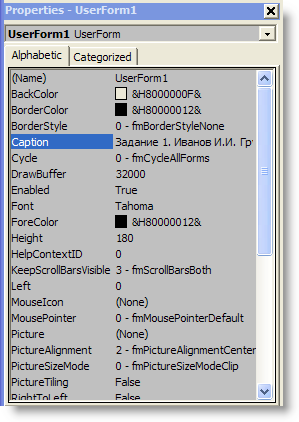 Properties - UserForm1
UserForm1 UserForm
Alphabetic Categorized
(Name) UserForm1
BackColor &H8000000F&
BorderColor &H80000012&
BorderStyle 0 - fmBorderStyleNone
Caption Задание 1. Иванов И.И. Гр
Cycle 0 - fmCycleAllForms
DrawBuffer 32000
Enabled True
Font Tahoma
ForeColor &H80000012&
Height 180
HelpContextID 0
KeepScrollBarsVisible 3 - fmScrollBarsBoth
Left 0
MouseIcon (None)
MousePointer 0 - fmMousePointerDefault
Picture (None)
PictureAlignment 2 - fmPictureAlignmentCenter
PictureSizeMode 0 - fmPictureSizeModeClip
PictureTiling False
RightToLeft False